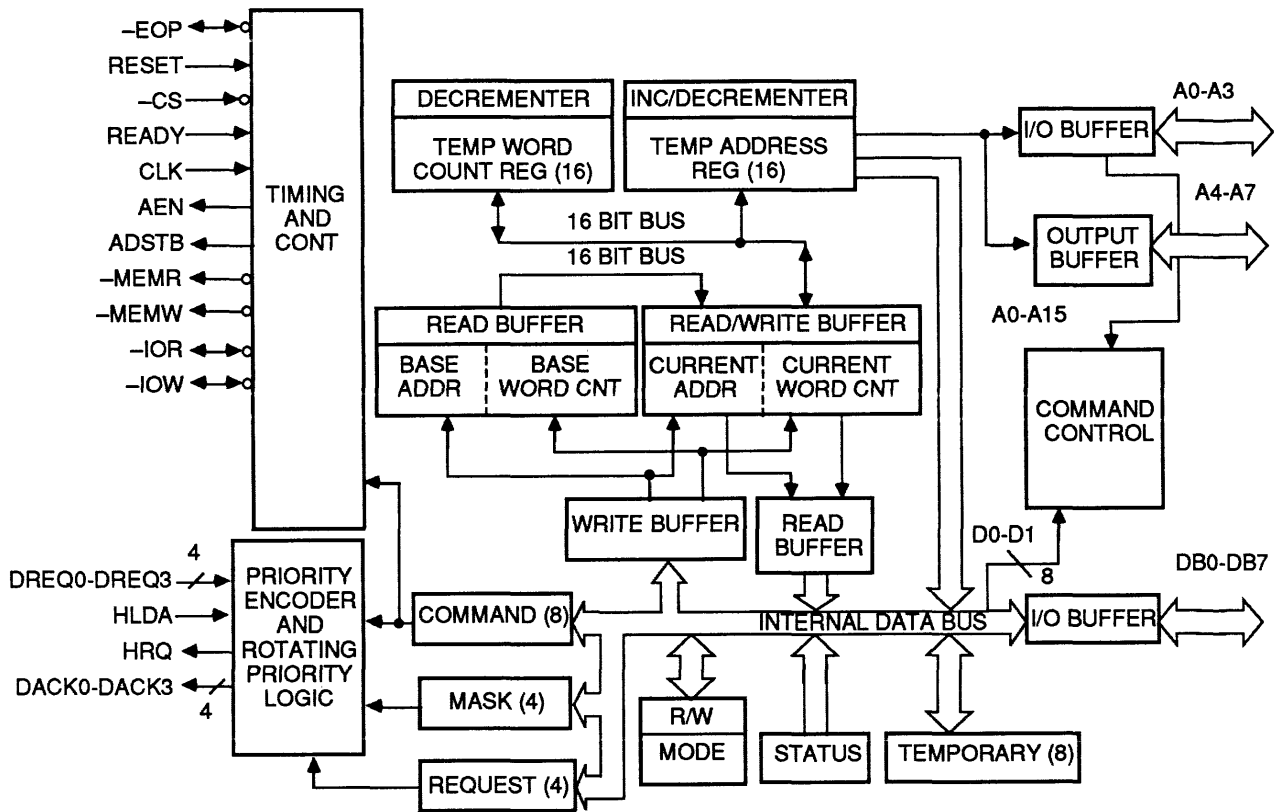 –EOP
RESET
–CS
READY
CLK
AEN
ADSTB
–MEMR
–MEMW
–IOR
–IOW
TIMING
AND
CONT
DECREMENTER
TEMP WORD
COUNT REG (16)
INC/DECREMENTER
TEMP ADDRESS
REG (16)
16 BIT BUS
16 BIT BUS
READ BUFFER
BASE
ADDR
BASE
WORD CNT
READ/WRITE BUFFER
CURRENT
ADDR
CURRENT
WORD CNT
A0-A3
I/O BUFFER
A4-A7
OUTPUT
BUFFER
A0-A15
COMMAND
CONTROL
WRITE BUFFER
READ
BUFFER
D0-D1
8
DB0-DB7
INTERNAL DATA BUS
I/O BUFFER
4
DREQ0-DREQ3
HLDA
HRQ
DACK0-DACK3
4
PRIORITY
ENCODER
AND
ROTATING
PRIORITY
LOGIC
COMMAND (8)
MASK (4)
REQUEST (4)
R/W
MODE
STATUS
TEMPORARY (8)